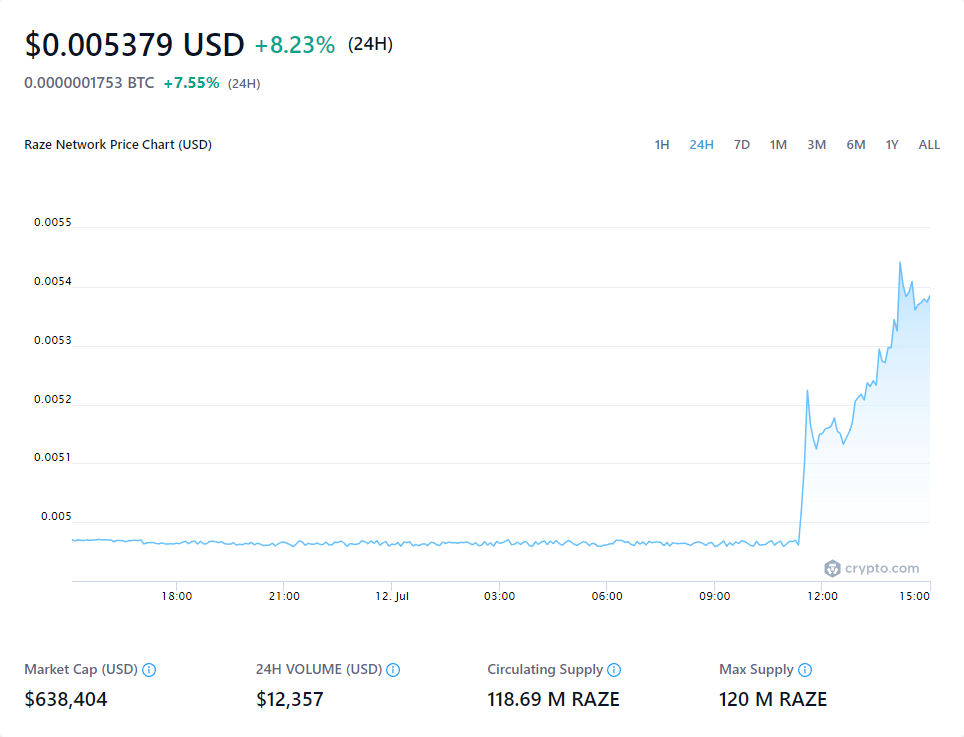 $0.005379 USD +8.23% (24H)
0.0000001753 BTC +7.55% (24H)
Raze Network Price Chart (USD) 1H 24H 7D 1M 3M 6M 1Y ALL
0.0055
0.0054
0.0053
0.0052
0.0051
0.005
crypto.com
18:00 21:00 12. Jul 03:00 06:00 09:00 12:00 15:00
Market Cap (USD) 24H VOLUME (USD) Circulating Supply Max Supply
$638,404 $12,357 118.69 M RAZE 120 M RAZE